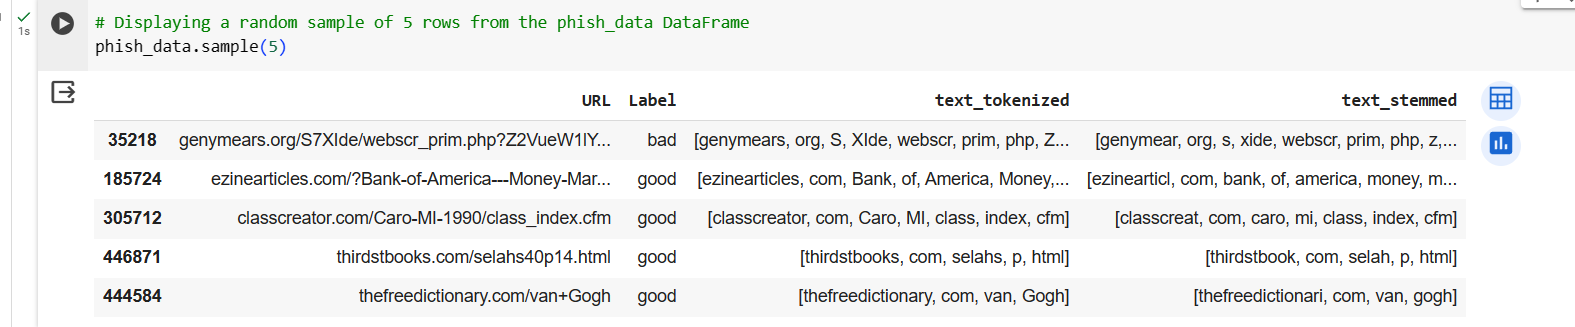 # Displaying a random sample of 5 rows from the phish_data DataFrame
1s
phish_data.sample(5)
URL Label text_tokenized text_stemmed
35218 genymears.org/S7XIde/webscr_prim.php?Z2VueW1lY... bad [genymears, org, S, XIde, webscr, prim, php, Z... [genymear, org, s, xide, webscr, prim, php, z,...
185724 ezinearticles.com/?Bank-of-America---Money-Mar... good [ezinearticles, com, Bank, of, America, Money,... [ezinearticl, com, bank, of, america, money, m...
305712 classcreator.com/Caro-MI-1990/class_index.cfm good [classcreator, com, Caro, MI, class, index, cfm] [classcreat, com, caro, mi, class, index, cfm]
446871 thirdstbooks.com/selahs40p14.html good [thirdstbooks, com, selahs, p, html] [thirdstbook, com, selah, p, html]
444584 thefreedictionary.com/van+Gogh good [thefreedictionary, com, van, Gogh] [thefreedictionari, com, van, gogh]